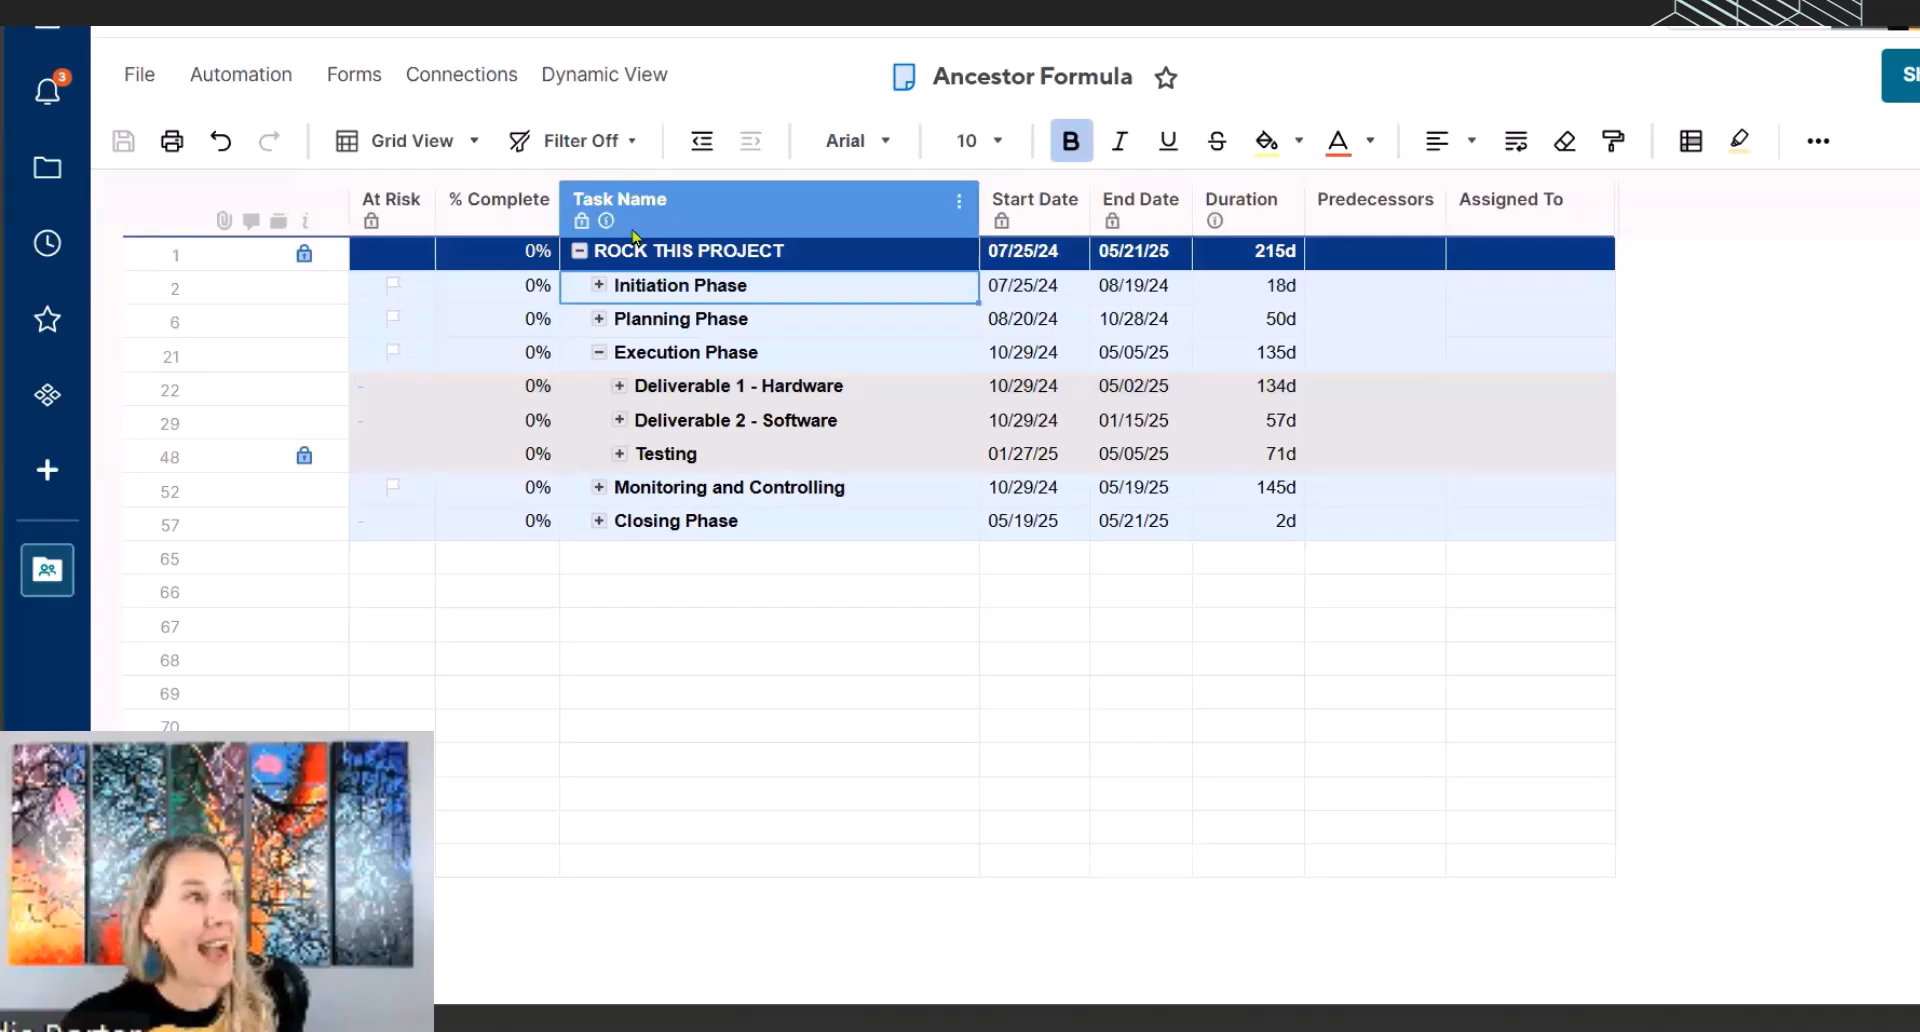 3
File Automation Forms Connections Dynamic View
Ancestor Formula
Grid View Filter Off Arial 10 B I U S A
At Risk % Complete Task Name Start Date End Date Duration Predecessors Assigned To
1 0% ROCK THIS PROJECT 07/25/24 05/21/25 215d
2 0% Initiation Phase 07/25/24 08/19/24 18d
6 0% Planning Phase 08/20/24 10/28/24 50d
21 0% Execution Phase 10/29/24 05/05/25 135d
22 0% Deliverable 1 - Hardware 10/29/24 05/02/25 134d
29 0% Deliverable 2 - Software 10/29/24 01/15/25 57d
48 0% Testing 01/27/25 05/05/25 71d
52 0% Monitoring and Controlling 10/29/24 05/19/25 145d
57 0% Closing Phase 05/19/25 05/21/25 2d
65
66
67
68
69
70